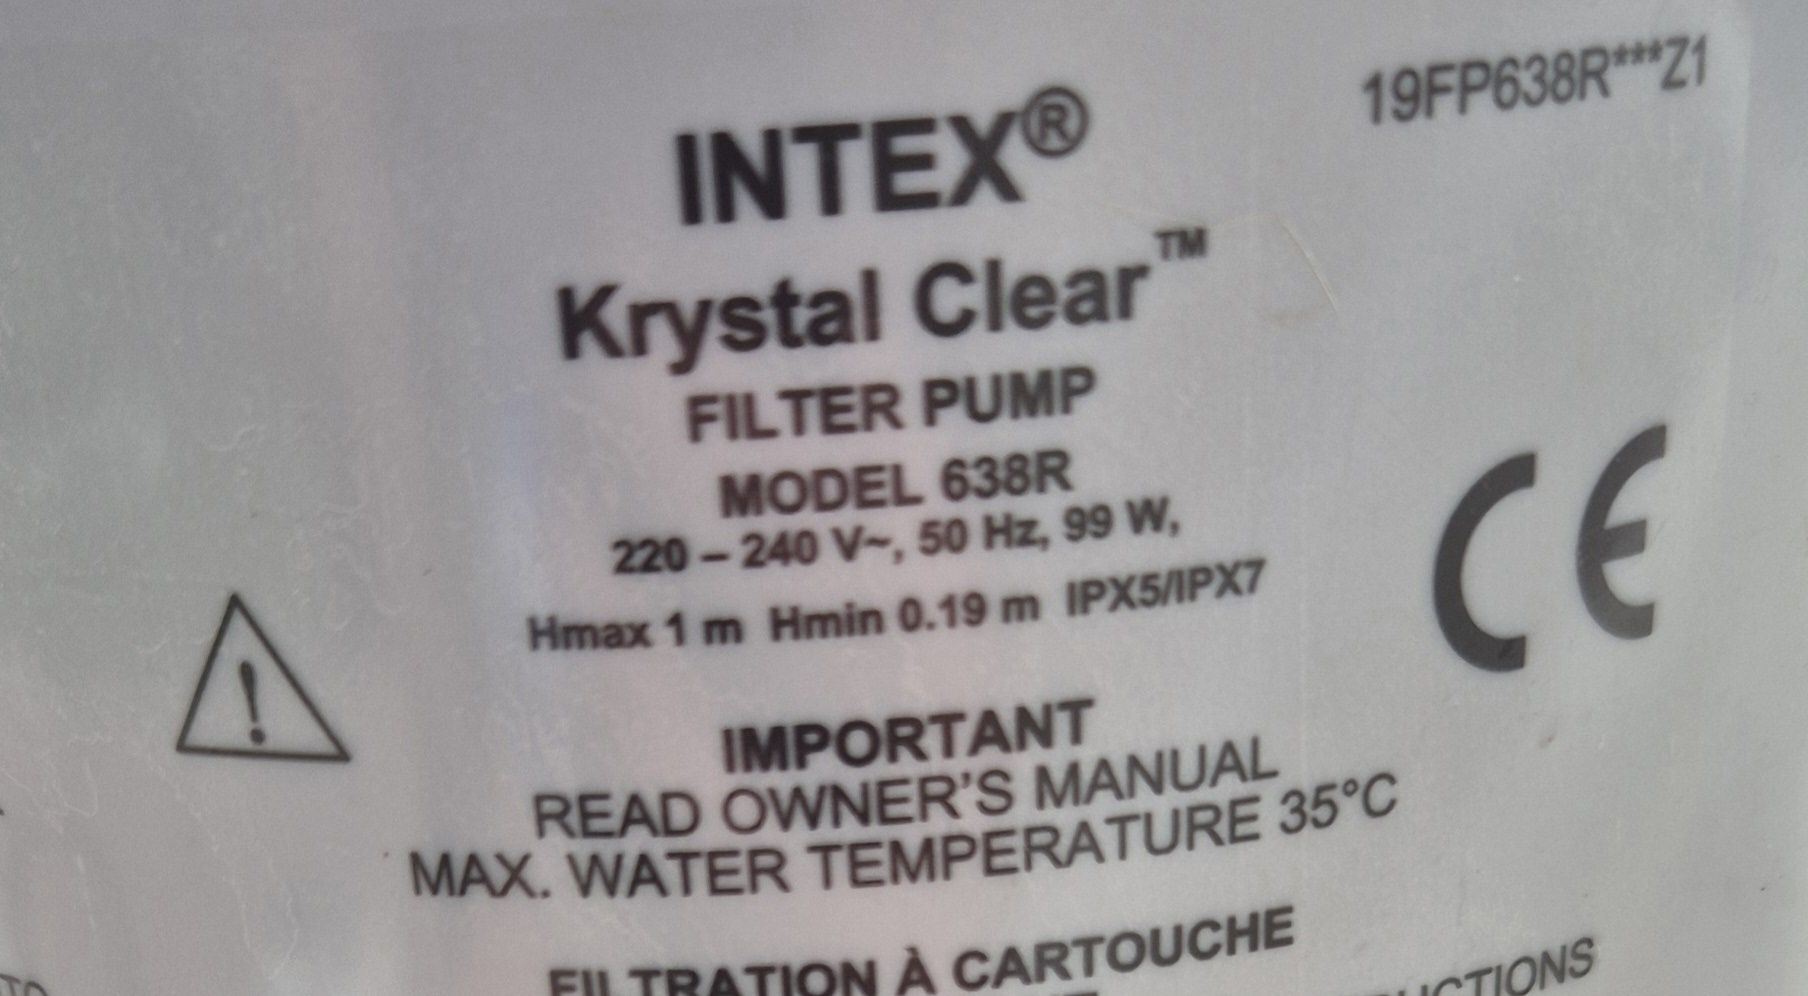 19FP638R***Z1
INTEX®
Krystal Clear™
FILTER PUMP
MODEL 638R
220 – 240 V~, 50 Hz, 99 W,
Hmax 1 m Hmin 0.19 m IPX5/IPX7
CE
IMPORTANT
READ OWNER'S MANUAL
MAX. WATER TEMPERATURE 35°C
FILTRATION À CARTOUCHE